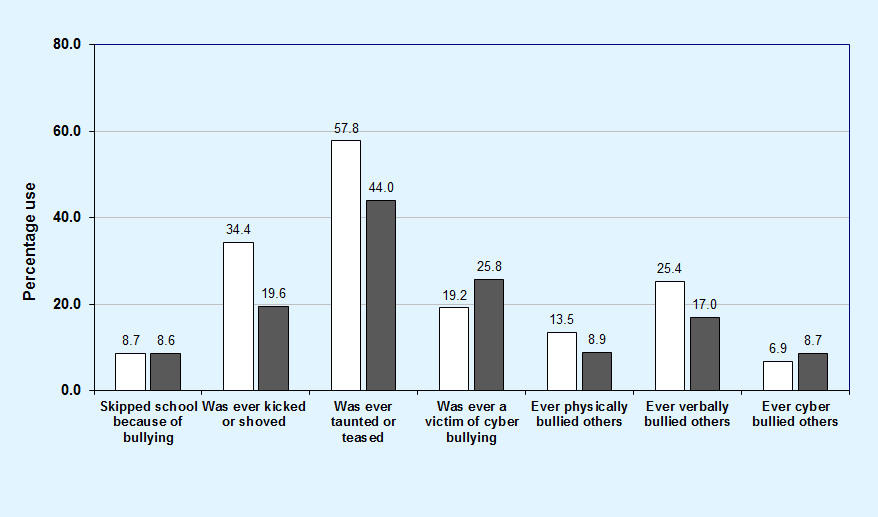 80.0
60.0
40.0
20.0
0.0
Percentage use
8.7
8.6
34.4
19.6
57.8
44.0
19.2
25.8
13.5
8.9
25.4
17.0
6.9
8.7
Skipped school
because of
bullying
Was ever kicked
or shoved
Was ever
taunted or
teased
Was ever a
victim of cyber
bullying
Ever physically
bullied others
Ever verbally
bullied others
Ever cyber
bullied others